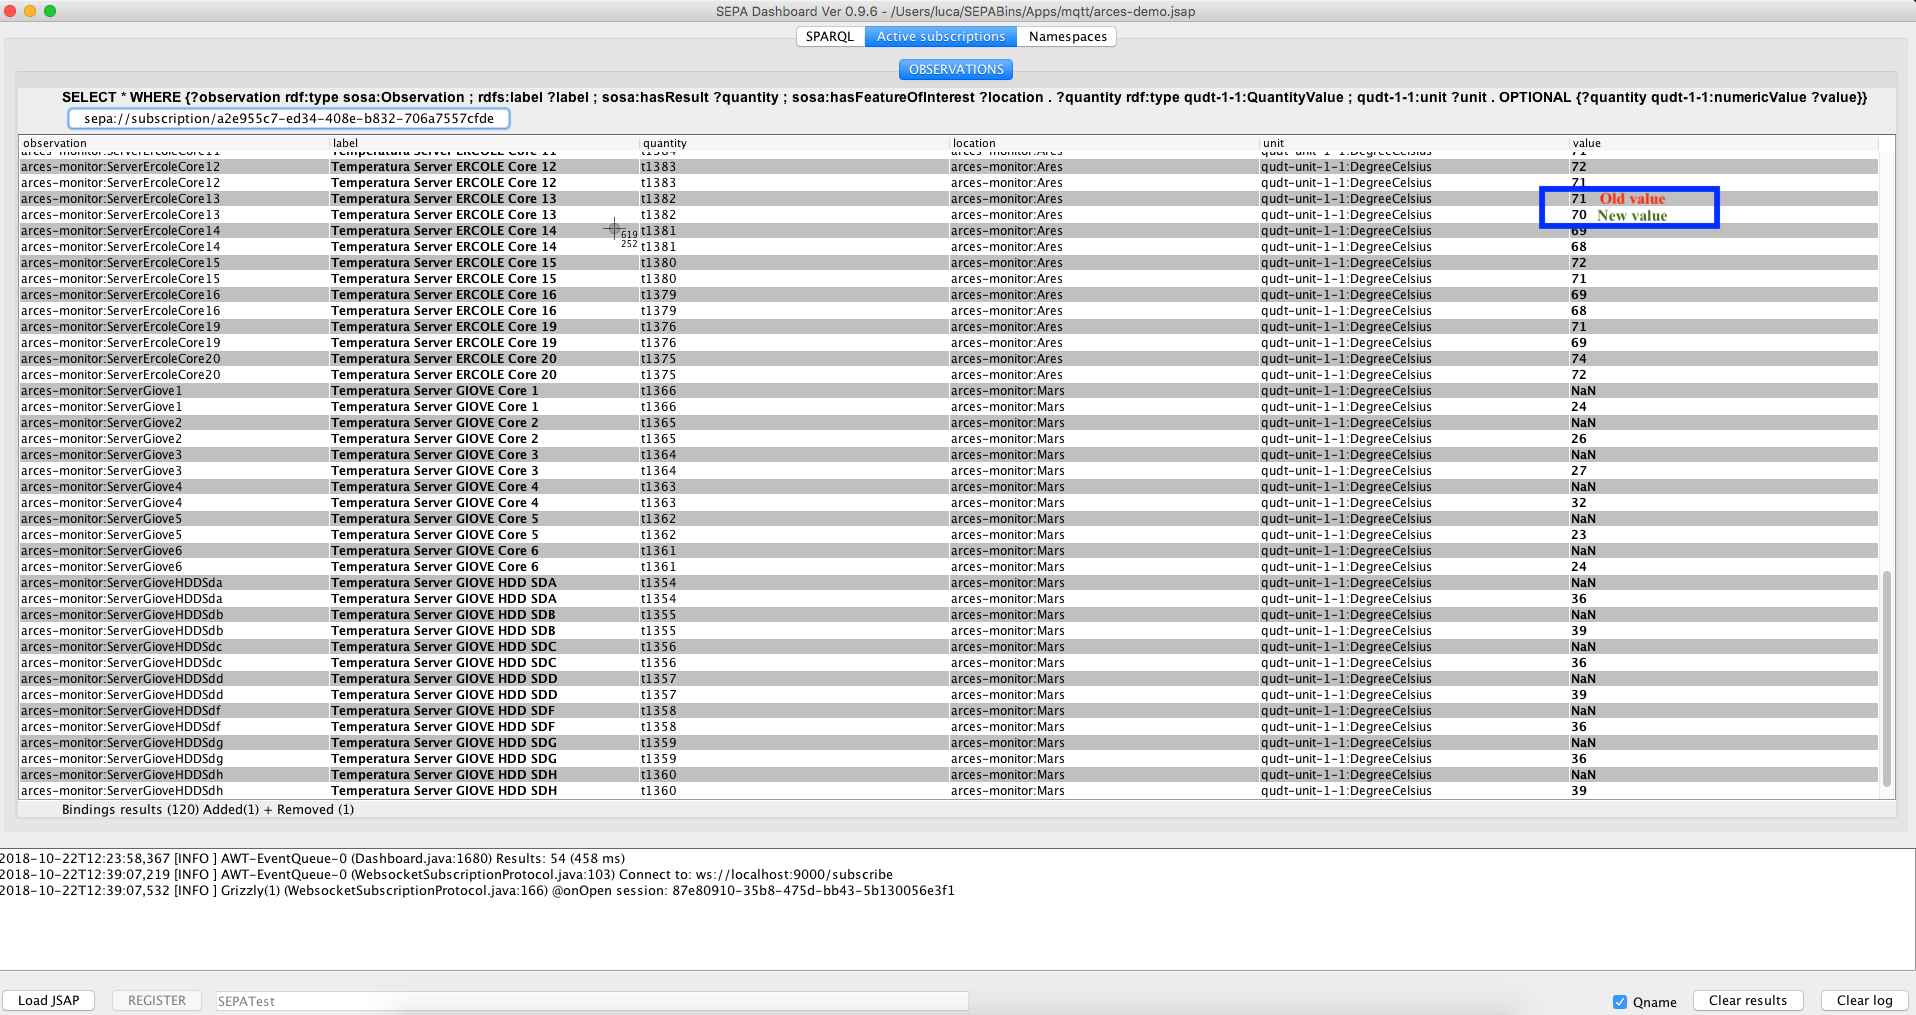 SEPA Dashboard Ver 0.9.6 - /Users/luca/SEPABins/Apps/mqtt/arces-demo.jsap
SPARQL Active subscriptions Namespaces
OBSERVATIONS
SELECT * WHERE {?observation rdf:type sosa:Observation ; rdfs:label ?label ; sosa:hasResult ?quantity ; sosa:hasFeatureOfInterest ?location . ?quantity rdf:type qudt-1-1:QuantityValue ; qudt-1-1:unit ?unit . OPTIONAL {?quantity qudt-1-1:numericValue ?value}}
sepa://subscription/a2e955c7-ed34-408e-b832-706a7557cfde
observation label quantity location unit value
arces-monitor:ServerErcoleCore11 Temperatura Server ERCOLE Core 11 t1384 arces-monitor:Ares qudt-unit-1-1:DegreeCelsius 71
arces-monitor:ServerErcoleCore12 Temperatura Server ERCOLE Core 12 t1383 arces-monitor:Ares qudt-unit-1-1:DegreeCelsius 72
arces-monitor:ServerErcoleCore12 Temperatura Server ERCOLE Core 12 t1383 arces-monitor:Ares qudt-unit-1-1:DegreeCelsius 71
arces-monitor:ServerErcoleCore13 Temperatura Server ERCOLE Core 13 t1382 arces-monitor:Ares qudt-unit-1-1:DegreeCelsius 71 Old value
arces-monitor:ServerErcoleCore13 Temperatura Server ERCOLE Core 13 t1382 arces-monitor:Ares qudt-unit-1-1:DegreeCelsius 70 New value
arces-monitor:ServerErcoleCore14 Temperatura Server ERCOLE Core 14 619 t1381 arces-monitor:Ares qudt-unit-1-1:DegreeCelsius 69
arces-monitor:ServerErcoleCore14 Temperatura Server ERCOLE Core 14 252 t1381 arces-monitor:Ares qudt-unit-1-1:DegreeCelsius 68
arces-monitor:ServerErcoleCore15 Temperatura Server ERCOLE Core 15 t1380 arces-monitor:Ares qudt-unit-1-1:DegreeCelsius 72
arces-monitor:ServerErcoleCore15 Temperatura Server ERCOLE Core 15 t1380 arces-monitor:Ares qudt-unit-1-1:DegreeCelsius 71
arces-monitor:ServerErcoleCore16 Temperatura Server ERCOLE Core 16 t1379 arces-monitor:Ares qudt-unit-1-1:DegreeCelsius 69
arces-monitor:ServerErcoleCore16 Temperatura Server ERCOLE Core 16 t1379 arces-monitor:Ares qudt-unit-1-1:DegreeCelsius 68
arces-monitor:ServerErcoleCore19 Temperatura Server ERCOLE Core 19 t1376 arces-monitor:Ares qudt-unit-1-1:DegreeCelsius 71
arces-monitor:ServerErcoleCore19 Temperatura Server ERCOLE Core 19 t1376 arces-monitor:Ares qudt-unit-1-1:DegreeCelsius 69
arces-monitor:ServerErcoleCore20 Temperatura Server ERCOLE Core 20 t1375 arces-monitor:Ares qudt-unit-1-1:DegreeCelsius 74
arces-monitor:ServerErcoleCore20 Temperatura Server ERCOLE Core 20 t1375 arces-monitor:Ares qudt-unit-1-1:DegreeCelsius 72
arces-monitor:ServerGiove1 Temperatura Server GIOVE Core 1 t1366 arces-monitor:Mars qudt-unit-1-1:DegreeCelsius NaN
arces-monitor:ServerGiove1 Temperatura Server GIOVE Core 1 t1366 arces-monitor:Mars qudt-unit-1-1:DegreeCelsius 24
arces-monitor:ServerGiove2 Temperatura Server GIOVE Core 2 t1365 arces-monitor:Mars qudt-unit-1-1:DegreeCelsius NaN
arces-monitor:ServerGiove2 Temperatura Server GIOVE Core 2 t1365 arces-monitor:Mars qudt-unit-1-1:DegreeCelsius 26
arces-monitor:ServerGiove3 Temperatura Server GIOVE Core 3 t1364 arces-monitor:Mars qudt-unit-1-1:DegreeCelsius NaN
arces-monitor:ServerGiove3 Temperatura Server GIOVE Core 3 t1364 arces-monitor:Mars qudt-unit-1-1:DegreeCelsius 27
arces-monitor:ServerGiove4 Temperatura Server GIOVE Core 4 t1363 arces-monitor:Mars qudt-unit-1-1:DegreeCelsius NaN
arces-monitor:ServerGiove4 Temperatura Server GIOVE Core 4 t1363 arces-monitor:Mars qudt-unit-1-1:DegreeCelsius 32
arces-monitor:ServerGiove5 Temperatura Server GIOVE Core 5 t1362 arces-monitor:Mars qudt-unit-1-1:DegreeCelsius NaN
arces-monitor:ServerGiove5 Temperatura Server GIOVE Core 5 t1362 arces-monitor:Mars qudt-unit-1-1:DegreeCelsius 23
arces-monitor:ServerGiove6 Temperatura Server GIOVE Core 6 t1361 arces-monitor:Mars qudt-unit-1-1:DegreeCelsius NaN
arces-monitor:ServerGiove6 Temperatura Server GIOVE Core 6 t1361 arces-monitor:Mars qudt-unit-1-1:DegreeCelsius 24
arces-monitor:ServerGioveHDDSda Temperatura Server GIOVE HDD SDA t1354 arces-monitor:Mars qudt-unit-1-1:DegreeCelsius NaN
arces-monitor:ServerGioveHDDSda Temperatura Server GIOVE HDD SDA t1354 arces-monitor:Mars qudt-unit-1-1:DegreeCelsius 36
arces-monitor:ServerGioveHDDSdb Temperatura Server GIOVE HDD SDB t1355 arces-monitor:Mars qudt-unit-1-1:DegreeCelsius NaN
arces-monitor:ServerGioveHDDSdb Temperatura Server GIOVE HDD SDB t1355 arces-monitor:Mars qudt-unit-1-1:DegreeCelsius 39
arces-monitor:ServerGioveHDDSdc Temperatura Server GIOVE HDD SDC t1356 arces-monitor:Mars qudt-unit-1-1:DegreeCelsius NaN
arces-monitor:ServerGioveHDDSdc Temperatura Server GIOVE HDD SDC t1356 arces-monitor:Mars qudt-unit-1-1:DegreeCelsius 36
arces-monitor:ServerGioveHDDSdd Temperatura Server GIOVE HDD SDD t1357 arces-monitor:Mars qudt-unit-1-1:DegreeCelsius NaN
arces-monitor:ServerGioveHDDSdd Temperatura Server GIOVE HDD SDD t1357 arces-monitor:Mars qudt-unit-1-1:DegreeCelsius 39
arces-monitor:ServerGioveHDDSdf Temperatura Server GIOVE HDD SDF t1358 arces-monitor:Mars qudt-unit-1-1:DegreeCelsius NaN
arces-monitor:ServerGioveHDDSdf Temperatura Server GIOVE HDD SDF t1358 arces-monitor:Mars qudt-unit-1-1:DegreeCelsius 36
arces-monitor:ServerGioveHDDSdg Temperatura Server GIOVE HDD SDG t1359 arces-monitor:Mars qudt-unit-1-1:DegreeCelsius NaN
arces-monitor:ServerGioveHDDSdg Temperatura Server GIOVE HDD SDG t1359 arces-monitor:Mars qudt-unit-1-1:DegreeCelsius 36
arces-monitor:ServerGioveHDDSdh Temperatura Server GIOVE HDD SDH t1360 arces-monitor:Mars qudt-unit-1-1:DegreeCelsius NaN
arces-monitor:ServerGioveHDDSdh Temperatura Server GIOVE HDD SDH t1360 arces-monitor:Mars qudt-unit-1-1:DegreeCelsius 39
Bindings results (120) Added(1) + Removed (1)
2018-10-22T12:23:58,367 [INFO ] AWT-EventQueue-0 (Dashboard.java:1680) Results: 54 (458 ms)
2018-10-22T12:39:07,219 [INFO ] AWT-EventQueue-0 (WebsocketSubscriptionProtocol.java:103) Connect to: ws://localhost:9000/subscribe
2018-10-22T12:39:07,532 [INFO ] Grizzly(1) (WebsocketSubscriptionProtocol.java:166) @onOpen session: 87e80910-35b8-475d-bb43-5b130056e3f1
Load JSAP REGISTER SEPATest Qname Clear results Clear log